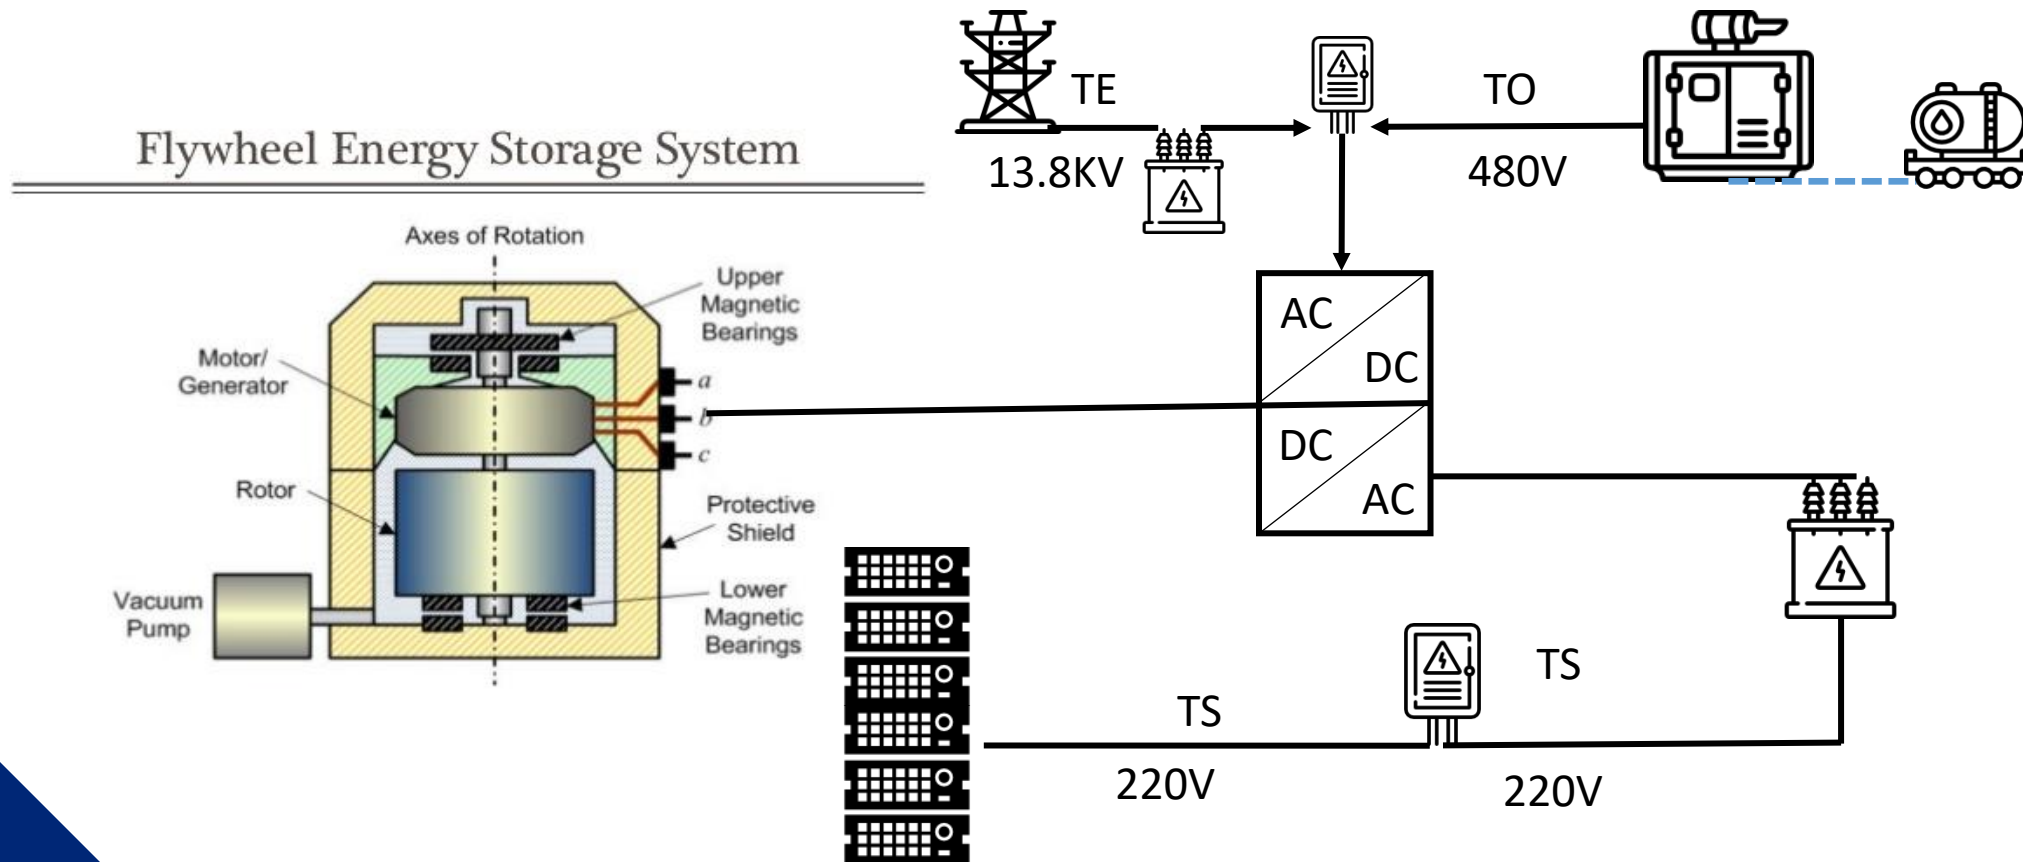 Flywheel Energy Storage System
Axes of Rotation
Upper
Magnetic
Bearings
Motor/
Generator
a
b
c
Rotor
Protective
Shield
Vacuum
Pump
Lower
Magnetic
Bearings
TE
13.8KV
TO
480V
AC
DC
DC
AC
TS
TS
220V
220V